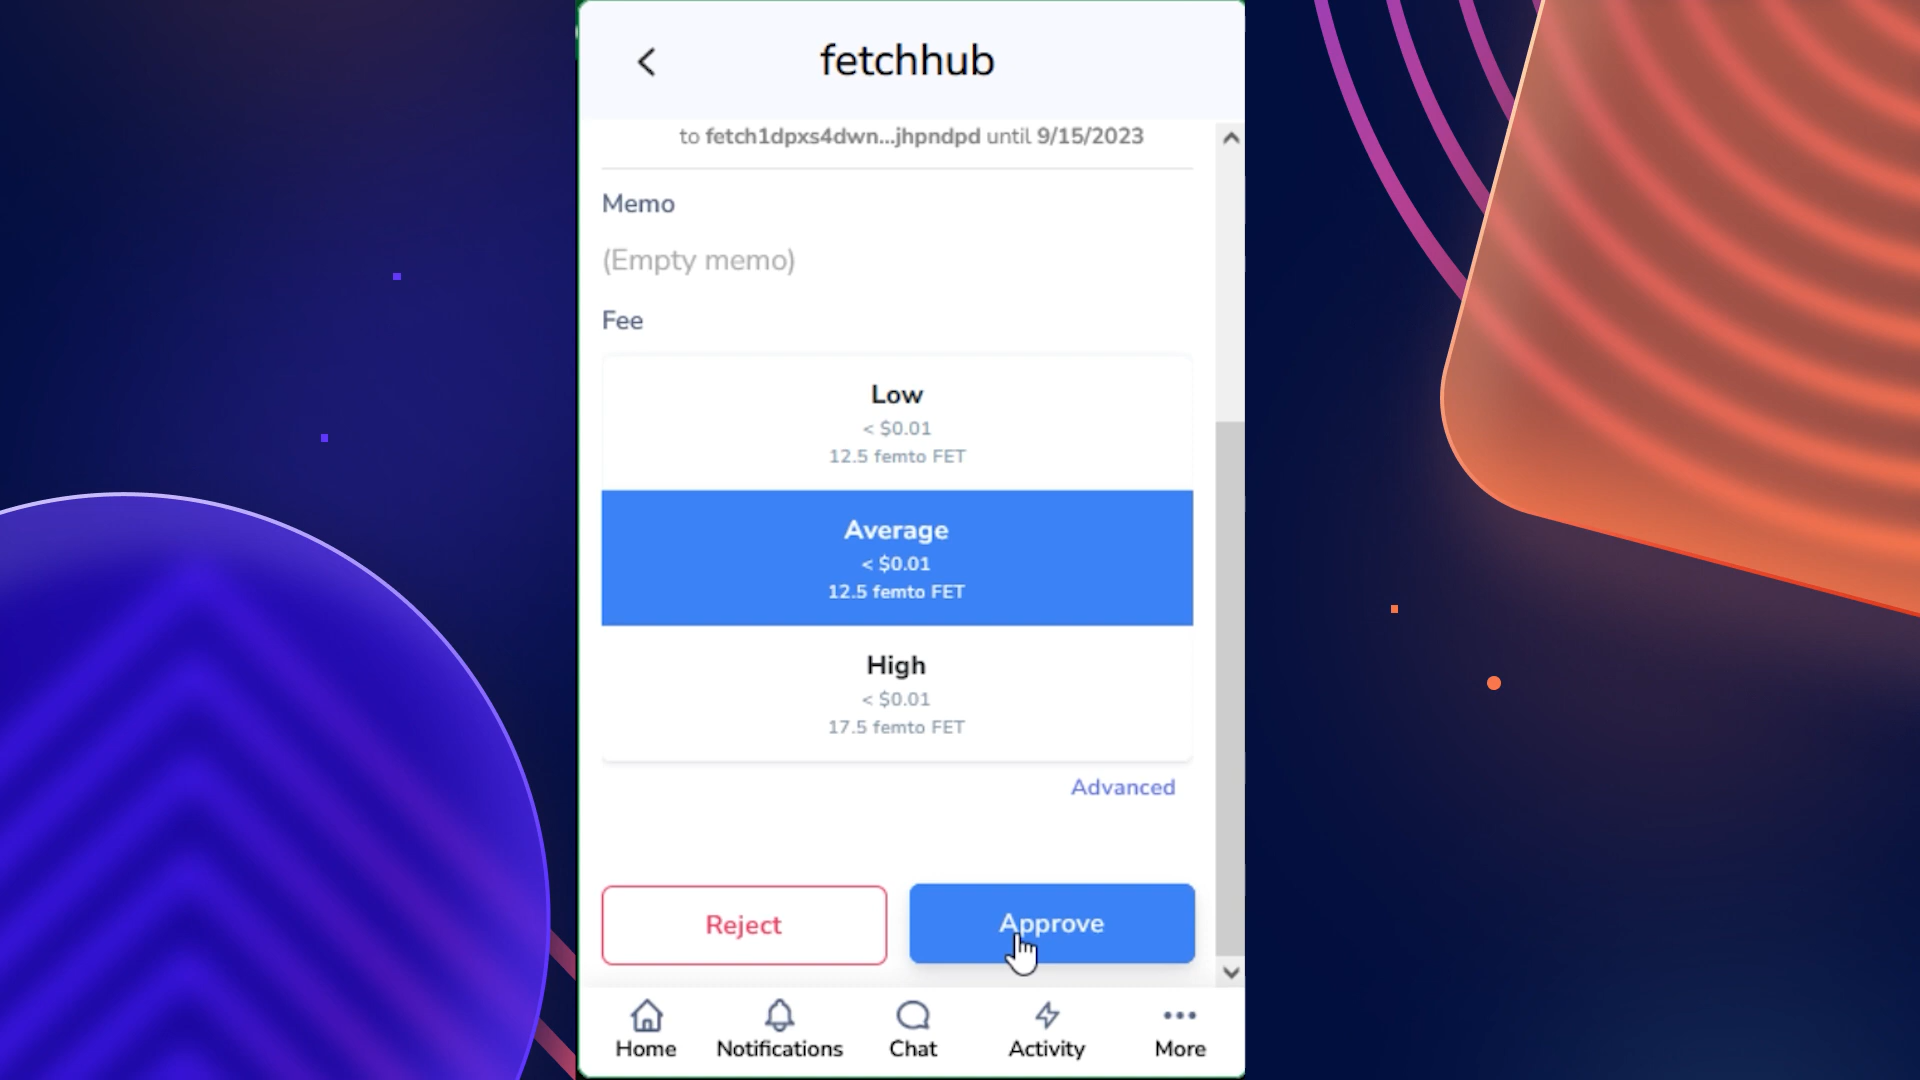 fetchhub
to fetch1dpxs4dwn...jhpndpd until 9/15/2023
Memo
(Empty memo)
Fee
Low
< $0.01
12.5 femto FET
Average
< $0.01
12.5 femto FET
High
< $0.01
17.5 femto FET
Advanced
Reject
Approve
Home
Notifications
Chat
Activity
More